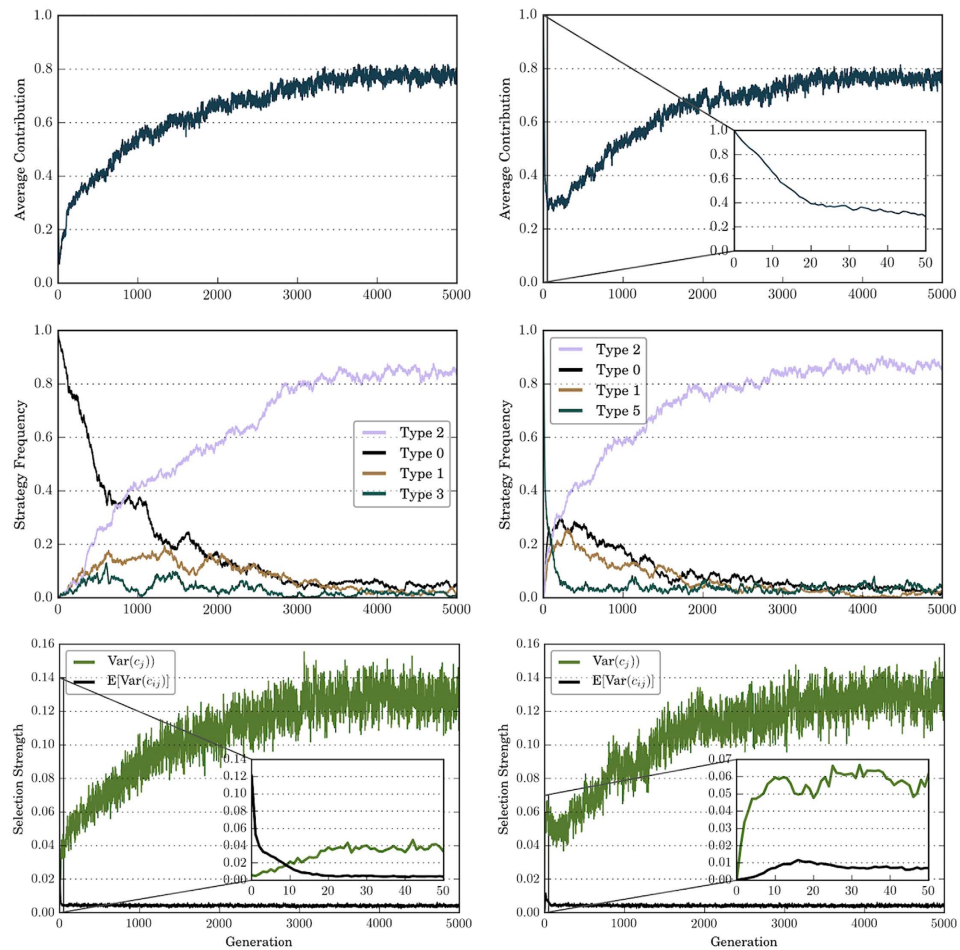 Average Contribution
1.0
0.8
0.6
0.4
0.2
0.0
0 1000 2000 3000 4000 5000
Average Contribution
1.0
0.8
0.6
0.4
0.2
0.0
0 1000 2000 3000 4000 5000
1.0
0.8
0.6
0.4
0.2
0.0
0 10 20 30 40 50
Strategy Frequency
1.0
0.8
0.6
0.4
0.2
0.0
0 1000 2000 3000 4000 5000
Type 2
Type 0
Type 1
Type 3
Strategy Frequency
1.0
0.8
0.6
0.4
0.2
0.0
0 1000 2000 3000 4000 5000
Type 2
Type 0
Type 1
Type 5
Selection Strength
0.16
0.14
0.12
0.10
0.08
0.06
0.04
0.02
0.00
0 1000 2000 3000 4000 5000
Generation
Var(c_j))
E[Var(c_ij)]
0.14
0.12
0.10
0.08
0.06
0.04
0.02
0.00
0 10 20 30 40 50
Selection Strength
0.16
0.14
0.12
0.10
0.08
0.06
0.04
0.02
0.00
0 1000 2000 3000 4000 5000
Generation
Var(c_j))
E[Var(c_ij)]
0.07
0.06
0.05
0.04
0.03
0.02
0.01
0.00
0 10 20 30 40 50